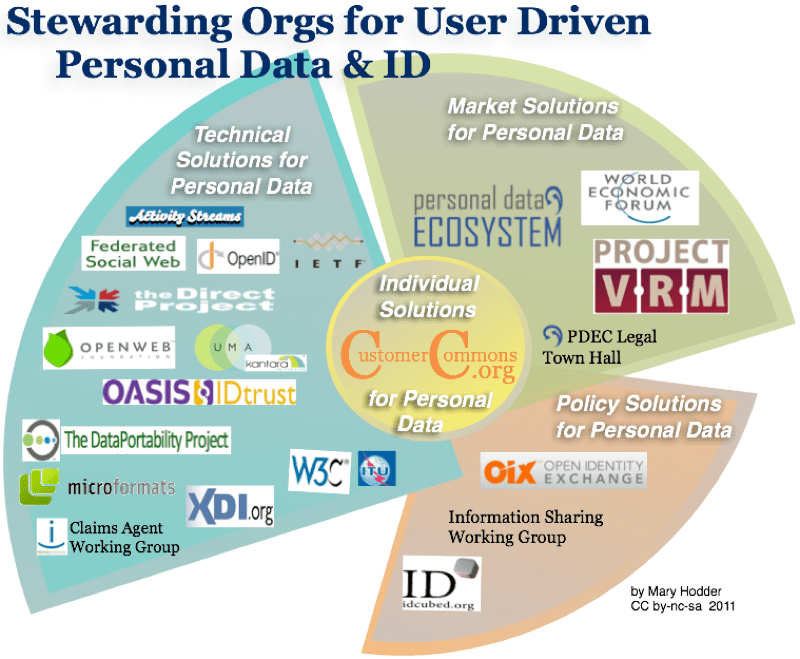 Stewarding Orgs for User Driven
Personal Data & ID
Technical
Solutions for
Personal Data
Activity Streams
Federated
Social Web
OpenID
IETF
the Direct
Project
OPENWEB
FOUNDATION
UMA
kantara
OASIS IDtrust
The DataPortability Project
microformats
XDI.org
W3C
ITU
Claims Agent
Working Group
Market Solutions
for Personal Data
personal data
ECOSYSTEM
WORLD
ECONOMIC
FORUM
PROJECT
V·R·M
PDEC Legal
Town Hall
Individual
Solutions
CustomerCommons
.org
for Personal
Data
Policy Solutions
for Personal Data
OIX OPEN IDENTITY
EXCHANGE
Information Sharing
Working Group
ID
idcubed.org
by Mary Hodder
CC by-nc-sa 2011